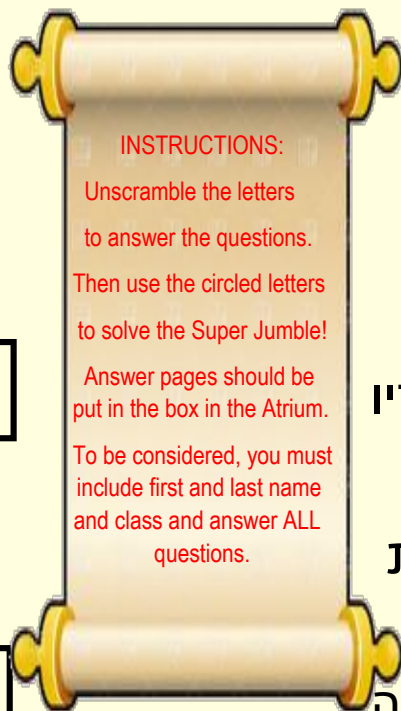 INSTRUCTIONS:
Unscramble the letters
to answer the questions.
Then use the circled letters
to solve the Super Jumble!
Answer pages should be
put in the box in the Atrium.
To be considered, you must
include first and last name
and class and answer ALL
questions.